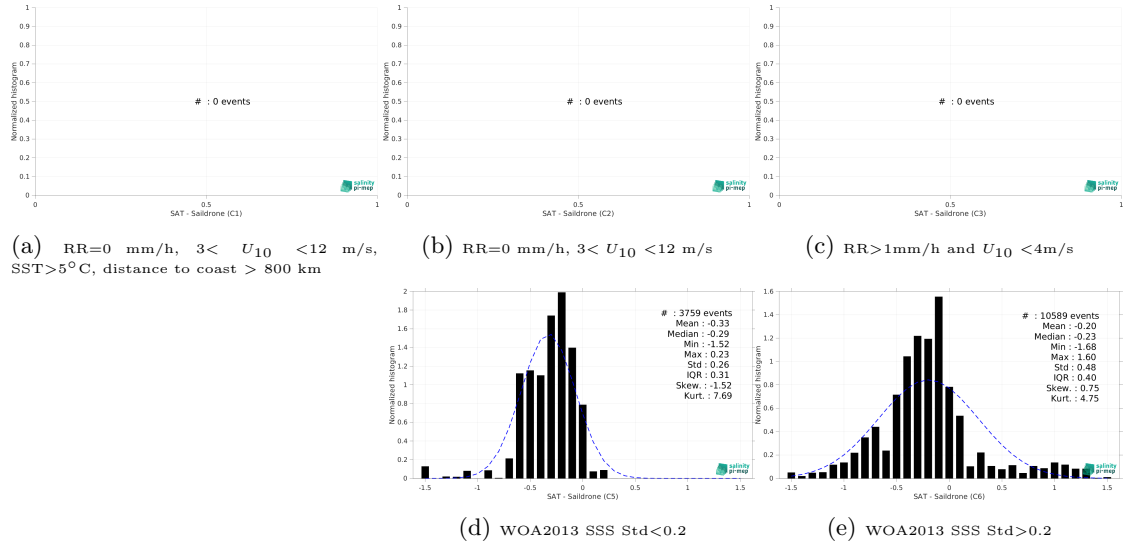 1
0.9
0.8
0.7
0.6
0.5
0.4
0.3
0.2
0.1
0
Normalized histogram
# : 0 events
salinity
pi-mep
0 0.5 1
SAT - Saildrone (C1)
(a) RR=0 mm/h, 3< U10 <12 m/s,
SST>5°C, distance to coast > 800 km
1
0.9
0.8
0.7
0.6
0.5
0.4
0.3
0.2
0.1
0
Normalized histogram
# : 0 events
salinity
pi-mep
0 0.5 1
SAT - Saildrone (C2)
(b) RR=0 mm/h, 3< U10 <12 m/s
1
0.9
0.8
0.7
0.6
0.5
0.4
0.3
0.2
0.1
0
Normalized histogram
# : 0 events
salinity
pi-mep
0 0.5 1
SAT - Saildrone (C3)
(c) RR>1mm/h and U10 <4m/s
2
1.8
1.6
1.4
1.2
1
0.8
0.6
0.4
0.2
0
Normalized histogram
# : 3759 events
Mean : -0.33
Median : -0.29
Min : -1.52
Max : 0.23
Std : 0.26
IQR : 0.31
Skew. : -1.52
Kurt. : 7.69
salinity
pi-mep
-1.5 -1 -0.5 0 0.5 1 1.5
SAT - Saildrone (C5)
(d) WOA2013 SSS Std<0.2
1.6
1.4
1.2
1
0.8
0.6
0.4
0.2
0
Normalized histogram
# : 10589 events
Mean : -0.20
Median : -0.23
Min : -1.68
Max : 1.60
Std : 0.48
IQR : 0.40
Skew. : 0.75
Kurt. : 4.75
salinity
pi-mep
-1.5 -1 -0.5 0 0.5 1 1.5
SAT - Saildrone (C6)
(e) WOA2013 SSS Std>0.2